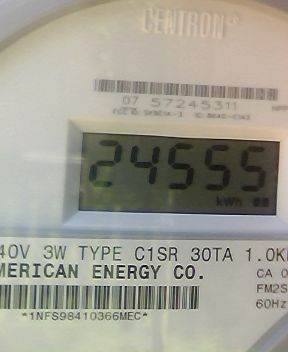 CENTRON®
07 57245311
24555
kWh
40V 3W TYPE C1SR 30TA 1.0K
MERICAN ENERGY CO.
CA 0
FM2S
60Hz
*1NFS98410366MEC*